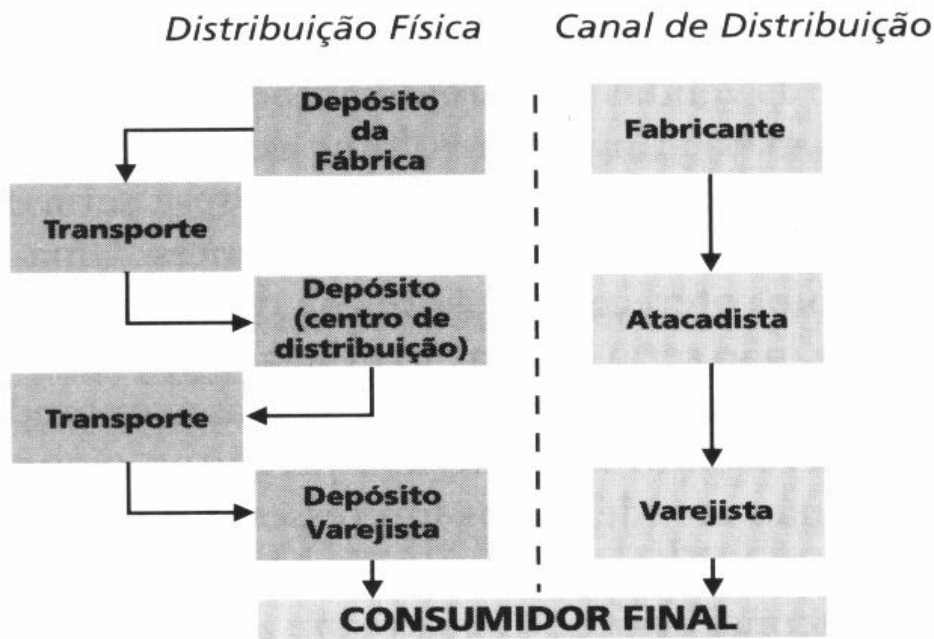 Distribuição Física
Canal de Distribuição
Depósito
da
Fábrica
Fabricante
Transporte
Depósito
(centro de
distribuição)
Atacadista
Transporte
Depósito
Varejista
Varejista
CONSUMIDOR FINAL